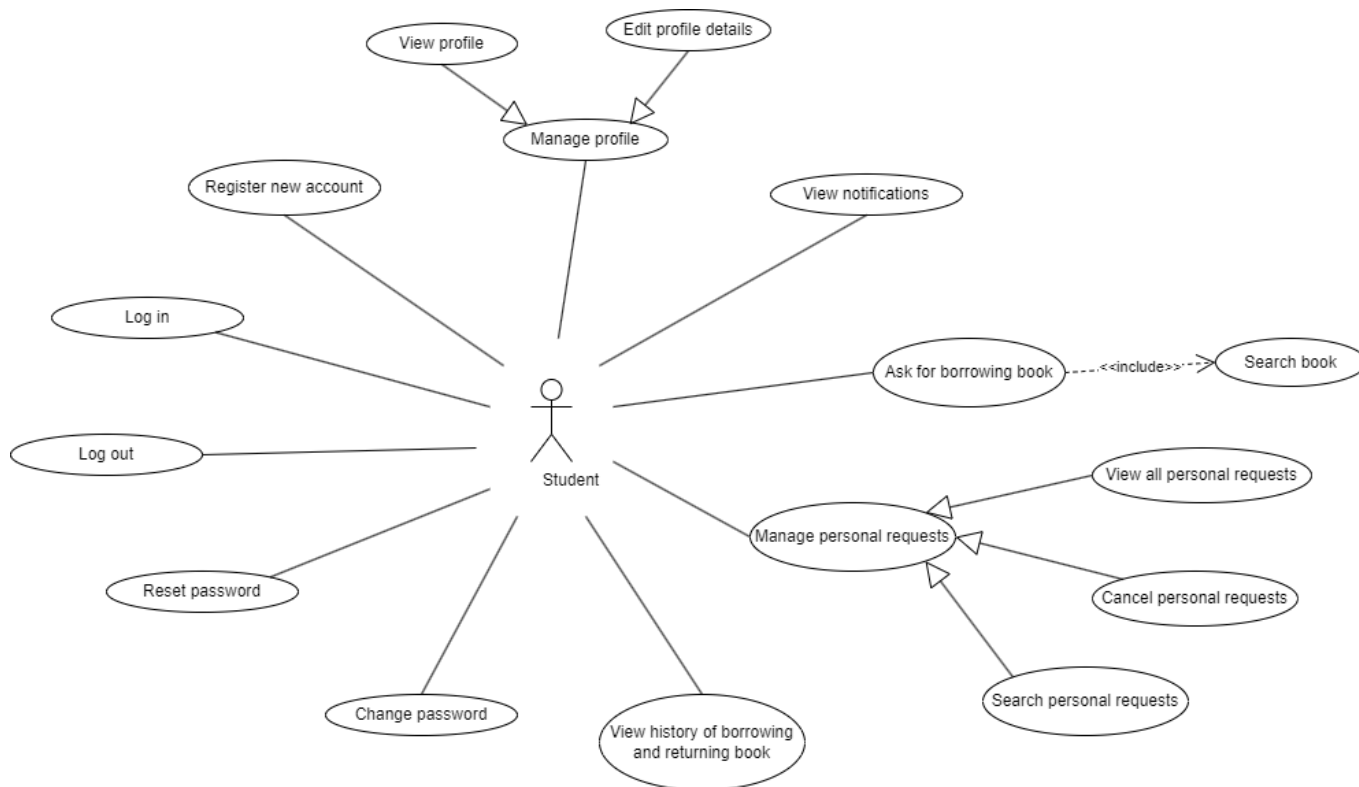 Edit profile details
View profile
Manage profile
Register new account
View notifications
Log in
Ask for borrowing book
<<include>>
Search book
Log out
Student
View all personal requests
Manage personal requests
Reset password
Cancel personal requests
Search personal requests
Change password
View history of borrowing
and returning book